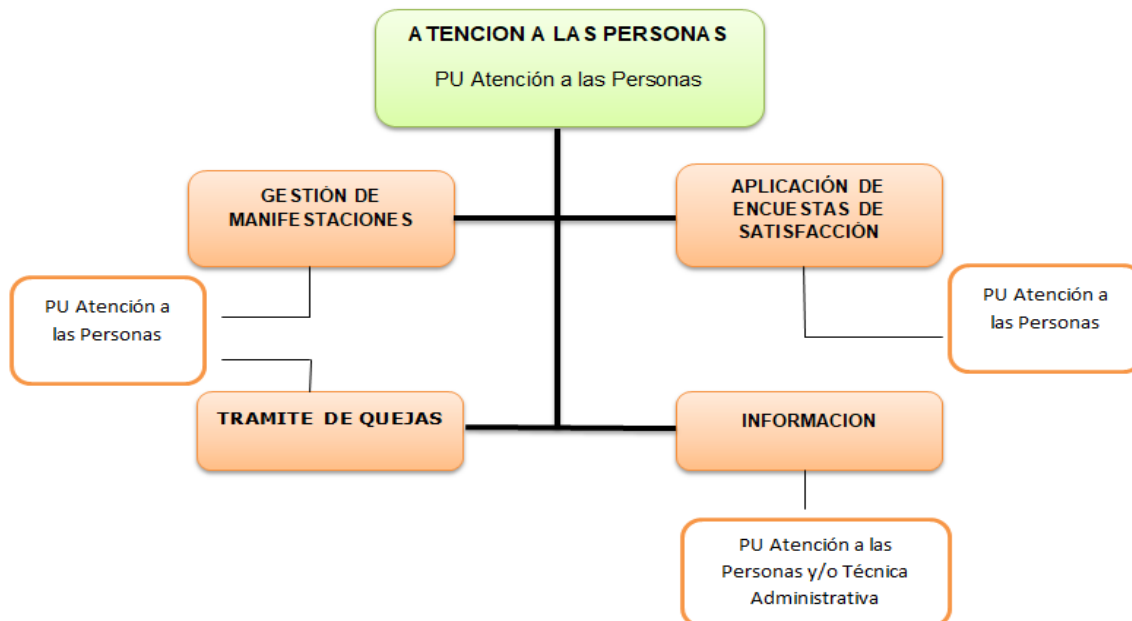 ATENCION A LAS PERSONAS
PU Atención a las Personas
GESTIÓN DE
MANIFESTACIONES
APLICACIÓN DE
ENCUESTAS DE
SATISFACCIÓN
PU Atención a
las Personas
PU Atención a
las Personas
TRAMITE DE QUEJAS
INFORMACION
PU Atención a las
Personas y/o Técnica
Administrativa